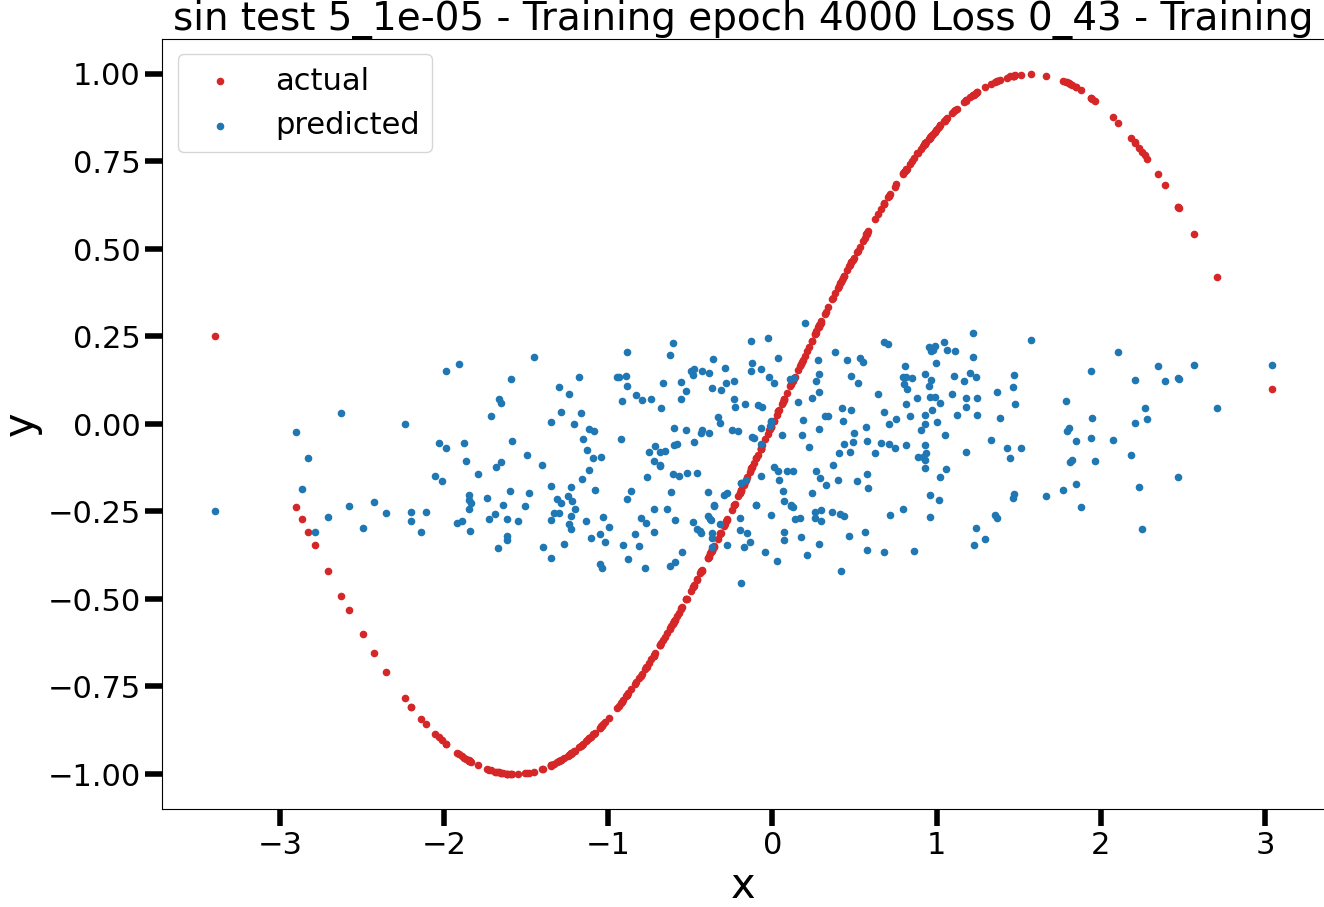 sin test 5_1e-05 - Training epoch 4000 Loss 0_43 - Training
actual
predicted
1.00
0.75
0.50
0.25
0.00
−0.25
−0.50
−0.75
−1.00
y
−3 −2 −1 0 1 2 3
x